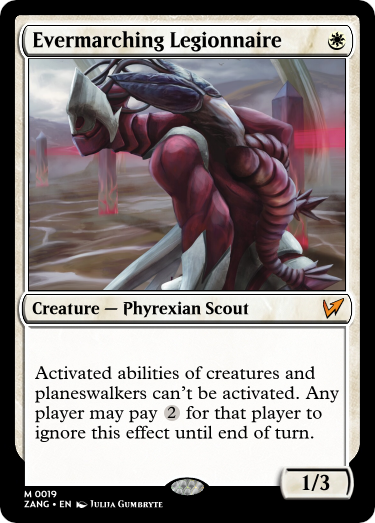 Evermarching Legionnaire
Creature — Phyrexian Scout
Activated abilities of creatures and
planeswalkers can't be activated. Any
player may pay 2 for that player to
ignore this effect until end of turn.
1/3
M 0019
ZANG • EN Julija Gumbryte